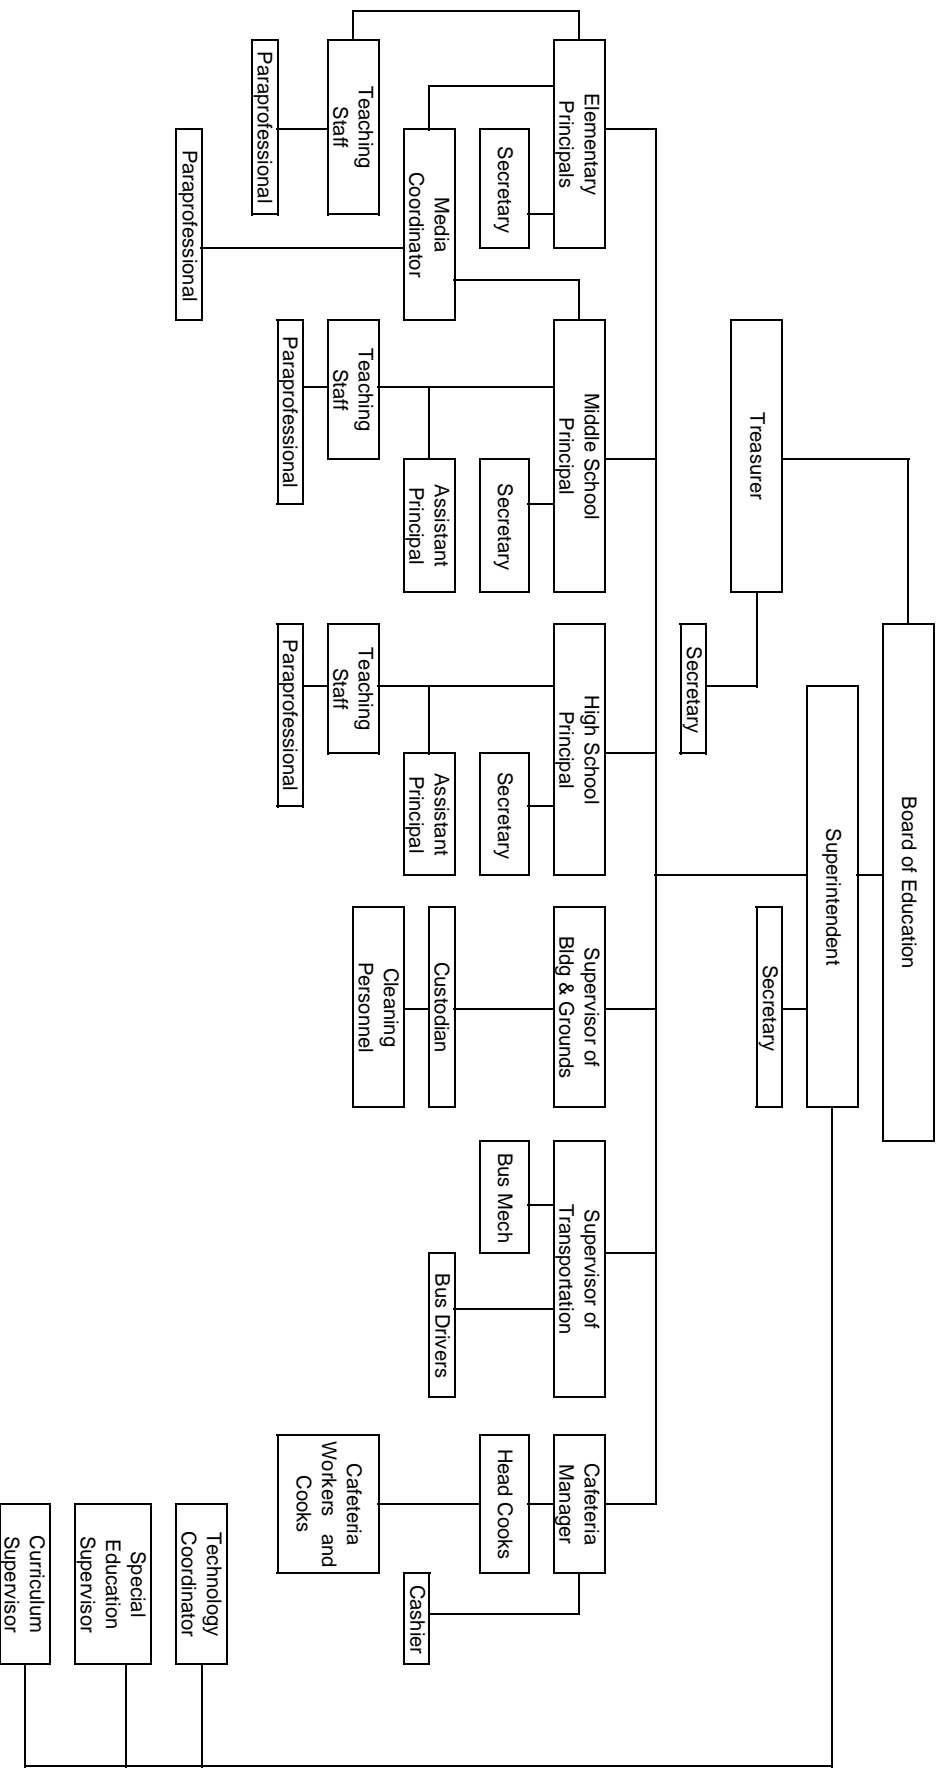 Board of Education
Superintendent
Secretary
Treasurer
Secretary
Elementary
Principals
Secretary
Media
Coordinator
Teaching
Staff
Paraprofessional
Paraprofessional
Middle School
Principal
Secretary
Assistant
Principal
Teaching
Staff
Paraprofessional
High School
Principal
Secretary
Assistant
Principal
Teaching
Staff
Paraprofessional
Supervisor of
Bldg & Grounds
Custodian
Cleaning
Personnel
Supervisor of
Transportation
Bus Mech
Bus Drivers
Cafeteria
Manager
Head Cooks
Cashier
Cafeteria
Workers and
Cooks
Technology
Coordinator
Special
Education
Supervisor
Curriculum
Supervisor